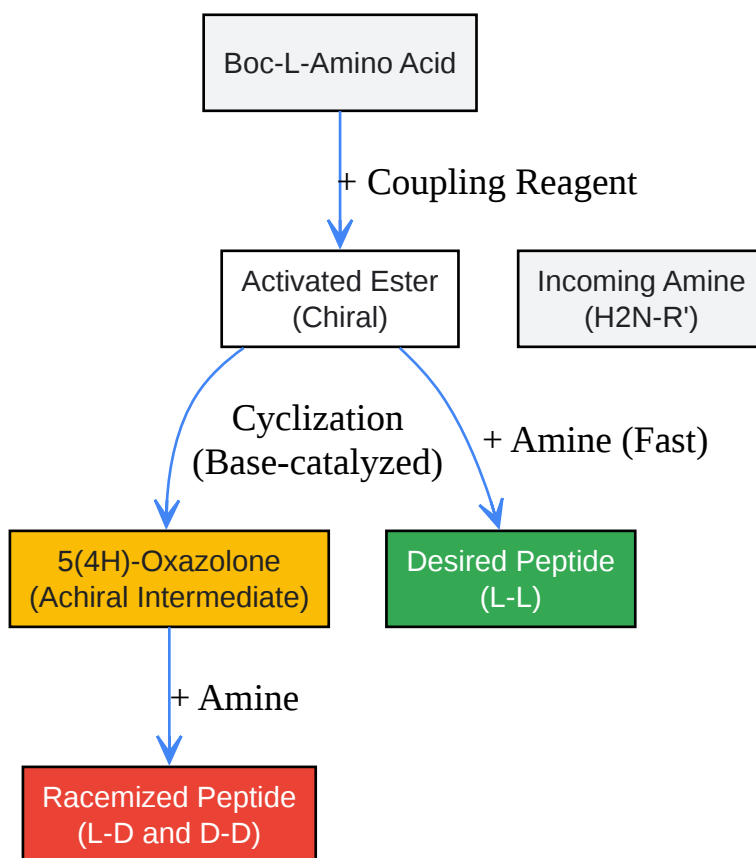 Boc-L-Amino Acid
+ Coupling Reagent
Activated Ester
(Chiral)
Incoming Amine
(H2N-R')
Cyclization
(Base-catalyzed)
+ Amine (Fast)
5(4H)-Oxazolone
(Achiral Intermediate)
Desired Peptide
(L-L)
+ Amine
Racemized Peptide
(L-D and D-D)